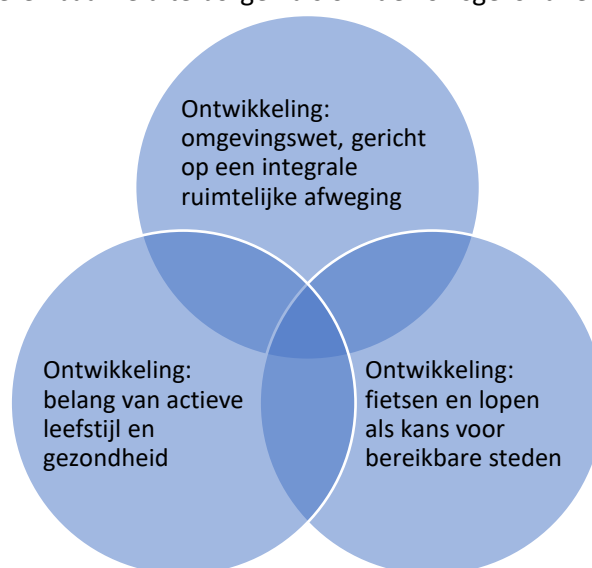 Ontwikkeling:
omgevingswet, gericht
op een integrale
ruimtelijke afweging
Ontwikkeling:
belang van actieve
leefstijl en
gezondheid
Ontwikkeling:
fietsen en lopen
als kans voor
bereikbare steden